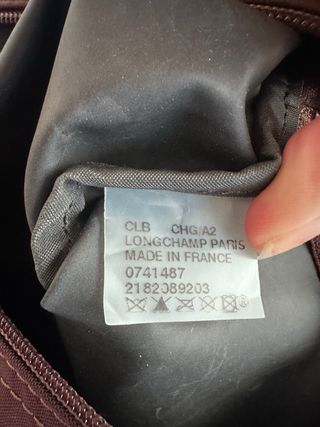 CLB CHG/A2
LONGCHAMP PARIS
MADE IN FRANCE
0741487
2182089203